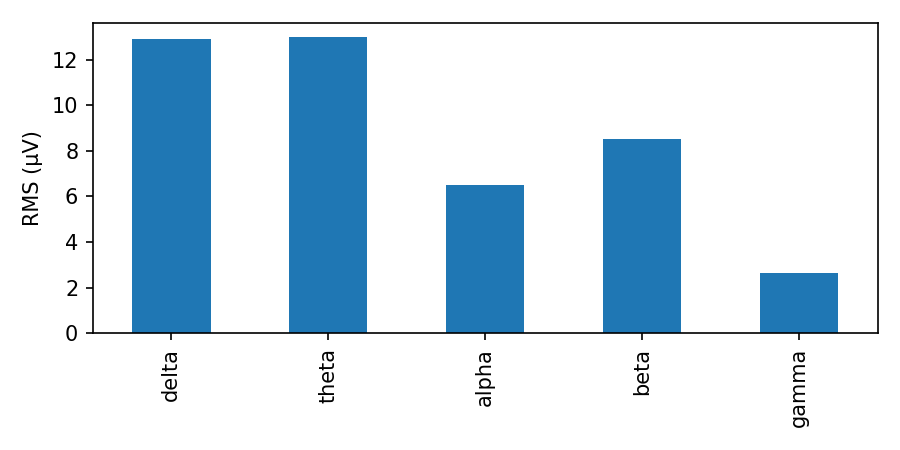 RMS (µV)
12
10
8
6
4
2
0
delta
theta
alpha
beta
gamma